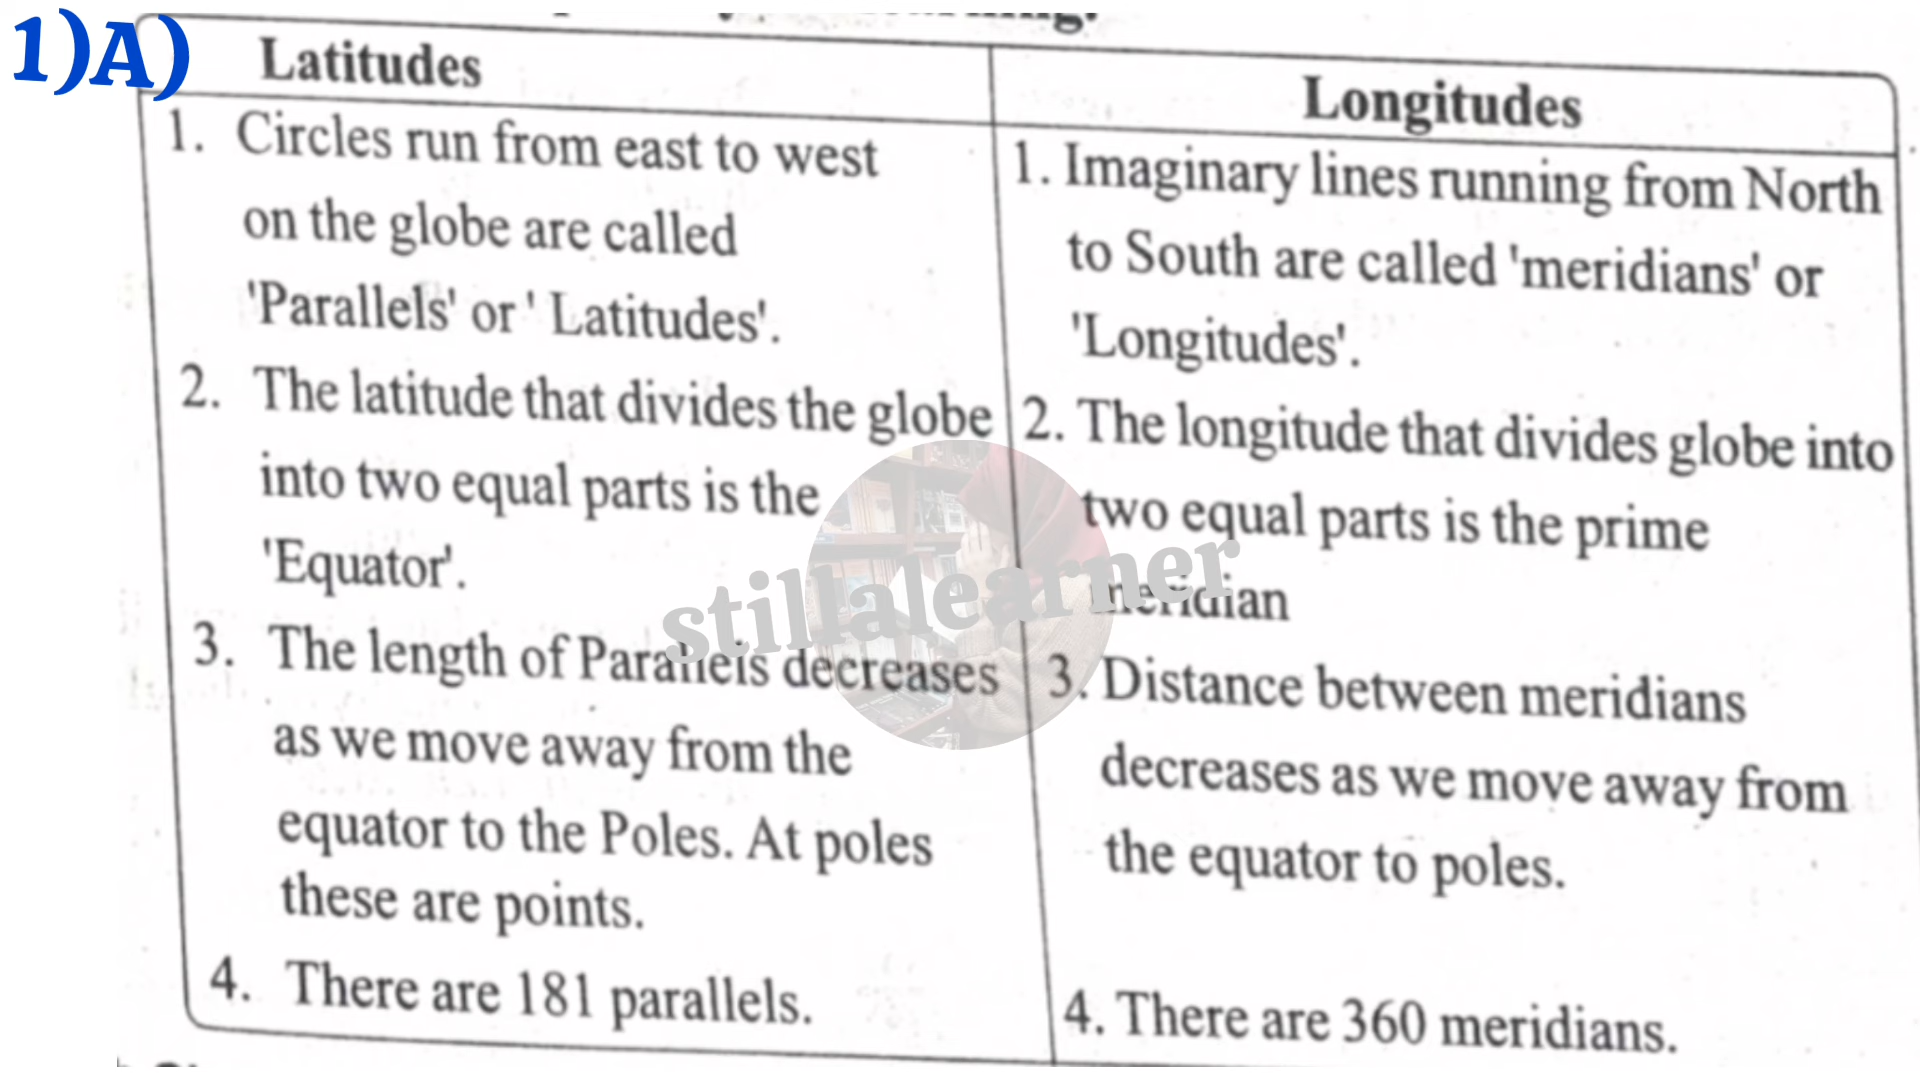 1)A)
Latitudes
1. Circles run from east to west
on the globe are called
'Parallels' or ' Latitudes'.
2. The latitude that divides the globe
into two equal parts is the
'Equator'.
3. The length of Parallels decreases
as we move away from the
equator to the Poles. At poles
these are points.
4. There are 181 parallels.
Longitudes
1. Imaginary lines running from North
to South are called 'meridians' or
'Longitudes'.
2. The longitude that divides globe into
two equal parts is the prime
meridian
3. Distance between meridians
decreases as we move away from
the equator to poles.
4. There are 360 meridians.
stillalearner